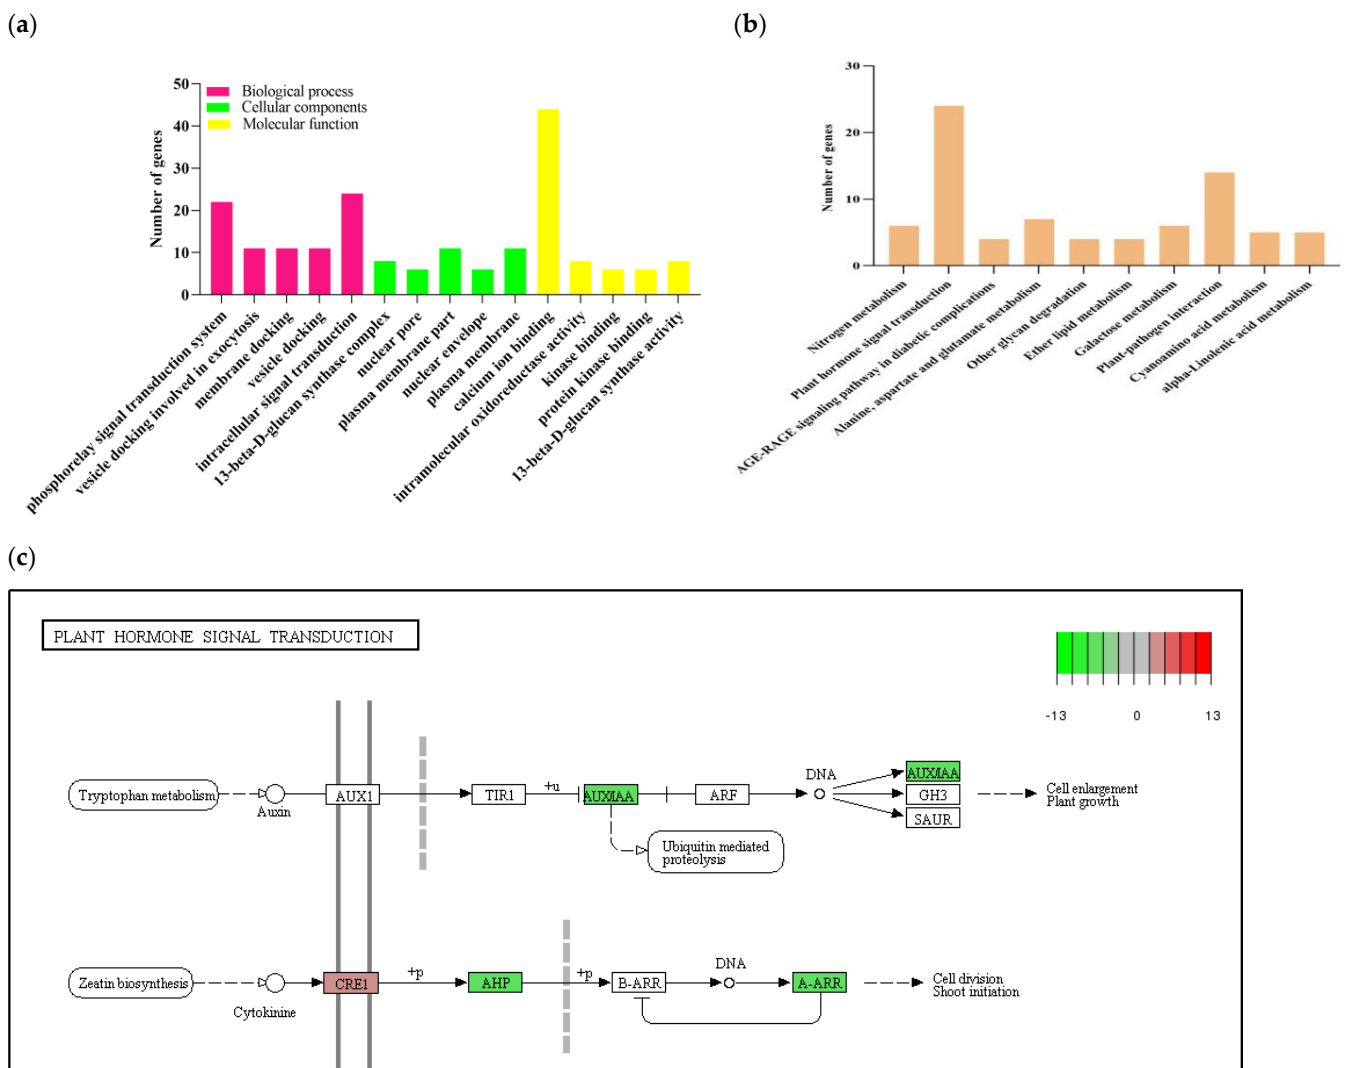 (a)
50
40
30
20
10
0
Number of genes
Biological process
Cellular components
Molecular function
phosphorelay signal transduction system
vesicle docking involved in exocytosis
membrane docking
vesicle docking
intracellular signal transduction
13-beta-D-glucan synthase complex
nuclear pore
plasma membrane part
nuclear envelope
plasma membrane
calcium ion binding
intramolecular oxidoreductase activity
kinase binding
protein kinase binding
13-beta-D-glucan synthase activity
(b)
30
20
10
0
Number of genes
Nitrogen metabolism
Plant hormone signal transduction
AGE-RAGE signaling pathway in diabetic complications
Alanine, aspartate and glutamate metabolism
Other glycan degradation
Ether lipid metabolism
Galactose metabolism
Plant-pathogen interaction
Cyanoamino acid metabolism
alpha-Linolenic acid metabolism
(c)
PLANT HORMONE SIGNAL TRANSDUCTION
-13 0 13
Tryptophan metabolism
Auxin
AUX1
TIR1
+u
AUX/IAA
ARF
DNA
AUX/IAA
GH3
SAUR
Cell enlargement
Plant growth
Ubiquitin mediated
proteolysis
Zeatin biosynthesis
Cytokinine
CRE1
+p
AHP
+p
B-ARR
DNA
A-ARR
Cell division
Shoot initiation